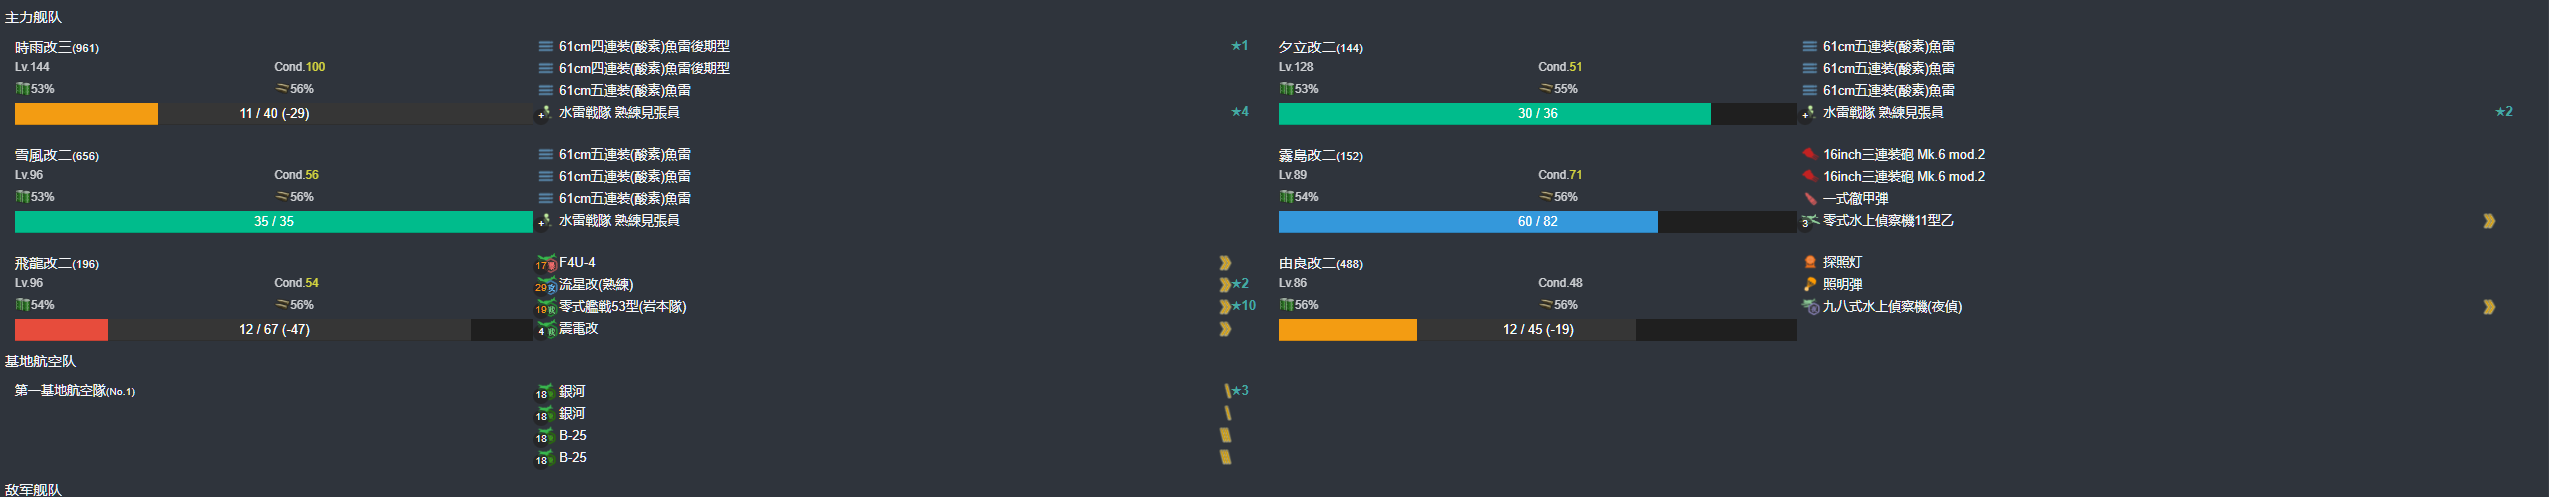 主力舰队
時雨改三(961)
Lv.144 Cond.100
53% 56%
11 / 40 (-29)
61cm四連装(酸素)魚雷後期型 ★1
61cm四連装(酸素)魚雷後期型
61cm五連装(酸素)魚雷
+ 水雷戦隊 熟練見張員 ★4
夕立改二(144)
Lv.128 Cond.51
53% 55%
30 / 36
61cm五連装(酸素)魚雷
61cm五連装(酸素)魚雷
61cm五連装(酸素)魚雷
+ 水雷戦隊 熟練見張員 ★2
雪風改二(656)
Lv.96 Cond.56
53% 56%
35 / 35
61cm五連装(酸素)魚雷
61cm五連装(酸素)魚雷
61cm五連装(酸素)魚雷
+ 水雷戦隊 熟練見張員
霧島改二(152)
Lv.89 Cond.71
54% 56%
60 / 82
16inch三連装砲 Mk.6 mod.2
16inch三連装砲 Mk.6 mod.2
一式徹甲弾
3 零式水上偵察機11型乙
飛龍改二(196)
Lv.96 Cond.54
54% 56%
12 / 67 (-47)
17 F4U-4
29 流星改(熟練) ★2
19 零式艦戦53型(岩本隊) ★10
4 震電改
由良改二(488)
Lv.86 Cond.48
56% 56%
12 / 45 (-19)
探照灯
照明弾
九八式水上偵察機(夜偵)
基地航空队
第一基地航空隊(No.1)
18 銀河 ★3
18 銀河
18 B-25
18 B-25
敌军舰队